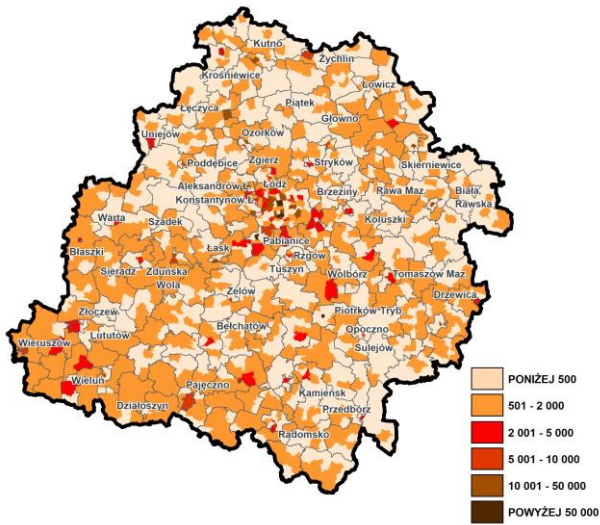 Kutno
Żychlin
Krośniewice
Łowicz
Łęczyca
Piątek
Głowno
Uniejów
Ozorków
Poddębice
Zgierz
Stryków
Skierniewice
Aleksandrów Ł.
Łódź
Brzeziny
Rawa Maz.
Biała
Rawska
Konstantynów Ł.
Warta
Szadek
Koluszki
Pabianice
Łask
Rzgów
Błaszki
Tuszyn
Sieradz
Zduńska
Wola
Wolbórz
Tomaszów Maz.
Zelów
Drzewica
Złoczew
Piotrków Tryb
Lututów
Bełchatów
Opoczno
Wieruszów
Sulejów
Wieluń
Pajęczno
Kamieńsk
Działoszyn
Przedbórz
Radomsko
PONIŻEJ 500
501 - 2 000
2 001 - 5 000
5 001 - 10 000
10 001 - 50 000
POWYŻEJ 50 000